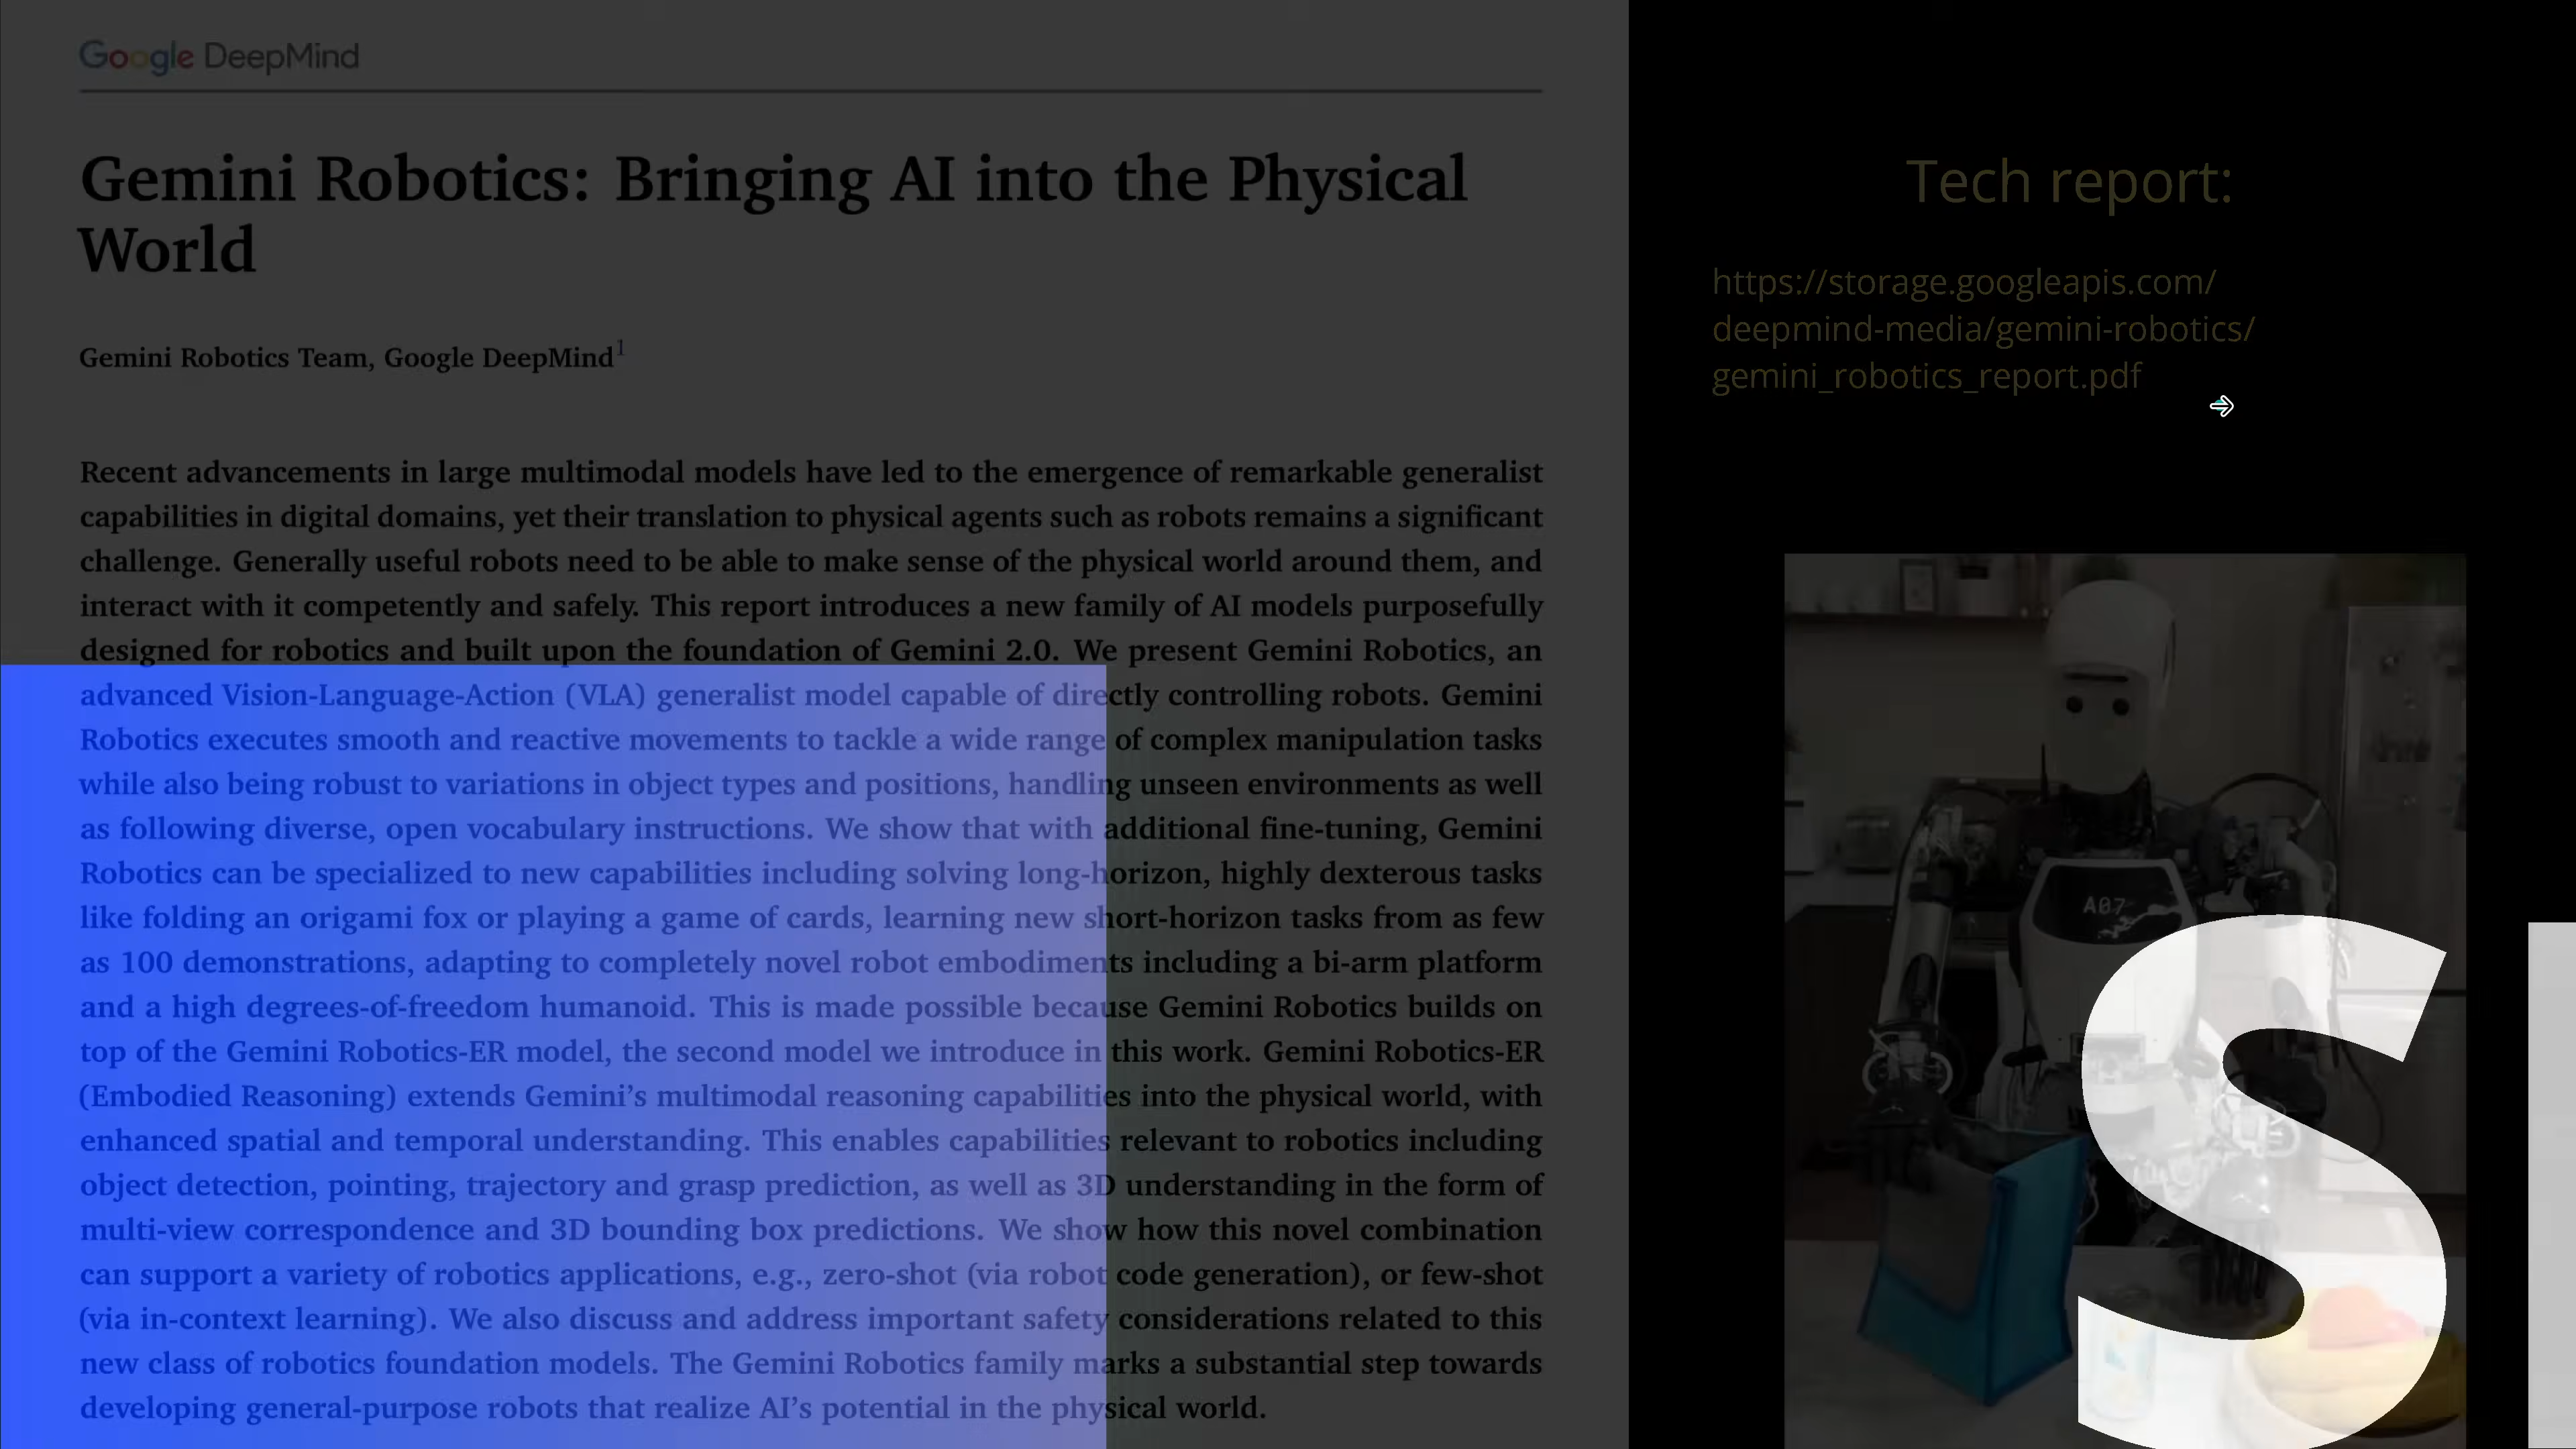 Google DeepMind
Gemini Robotics: Bringing AI into the Physical
World
Gemini Robotics Team, Google DeepMind1
Recent advancements in large multimodal models have led to the emergence of remarkable generalist
capabilities in digital domains, yet their translation to physical agents such as robots remains a significant
challenge. Generally useful robots need to be able to make sense of the physical world around them, and
interact with it competently and safely. This report introduces a new family of AI models purposefully
designed for robotics and built upon the foundation of Gemini 2.0. We present Gemini Robotics, an
advanced Vision-Language-Action (VLA) generalist model capable of directly controlling robots. Gemini
Robotics executes smooth and reactive movements to tackle a wide range of complex manipulation tasks
while also being robust to variations in object types and positions, handling unseen environments as well
as following diverse, open vocabulary instructions. We show that with additional fine-tuning, Gemini
Robotics can be specialized to new capabilities including solving long-horizon, highly dexterous tasks
like folding an origami fox or playing a game of cards, learning new short-horizon tasks from as few
as 100 demonstrations, adapting to completely novel robot embodiments including a bi-arm platform
and a high degrees-of-freedom humanoid. This is made possible because Gemini Robotics builds on
top of the Gemini Robotics-ER model, the second model we introduce in this work. Gemini Robotics-ER
(Embodied Reasoning) extends Gemini's multimodal reasoning capabilities into the physical world, with
enhanced spatial and temporal understanding. This enables capabilities relevant to robotics including
object detection, pointing, trajectory and grasp prediction, as well as 3D understanding in the form of
multi-view correspondence and 3D bounding box predictions. We show how this novel combination
can support a variety of robotics applications, e.g., zero-shot (via robot code generation), or few-shot
(via in-context learning). We also discuss and address important safety considerations related to this
new class of robotics foundation models. The Gemini Robotics family marks a substantial step towards
developing general-purpose robots that realize AI's potential in the physical world.
Tech report:
https://storage.googleapis.com/
deepmind-media/gemini-robotics/
gemini_robotics_report.pdf
A07
S